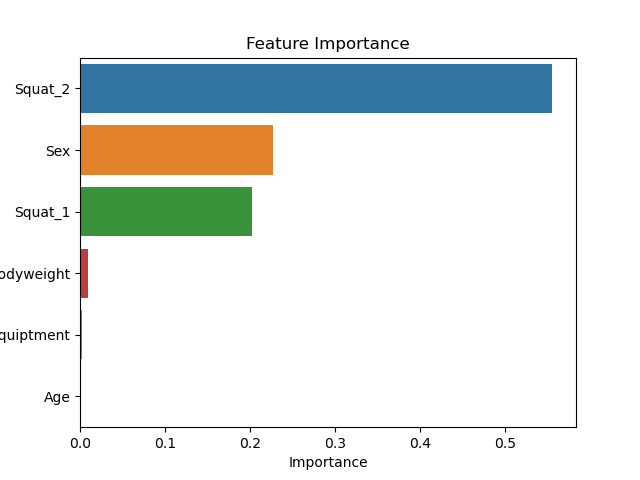 Feature Importance
Squat_2
Sex
Squat_1
odyweight
quiptment
Age
0.0 0.1 0.2 0.3 0.4 0.5
Importance